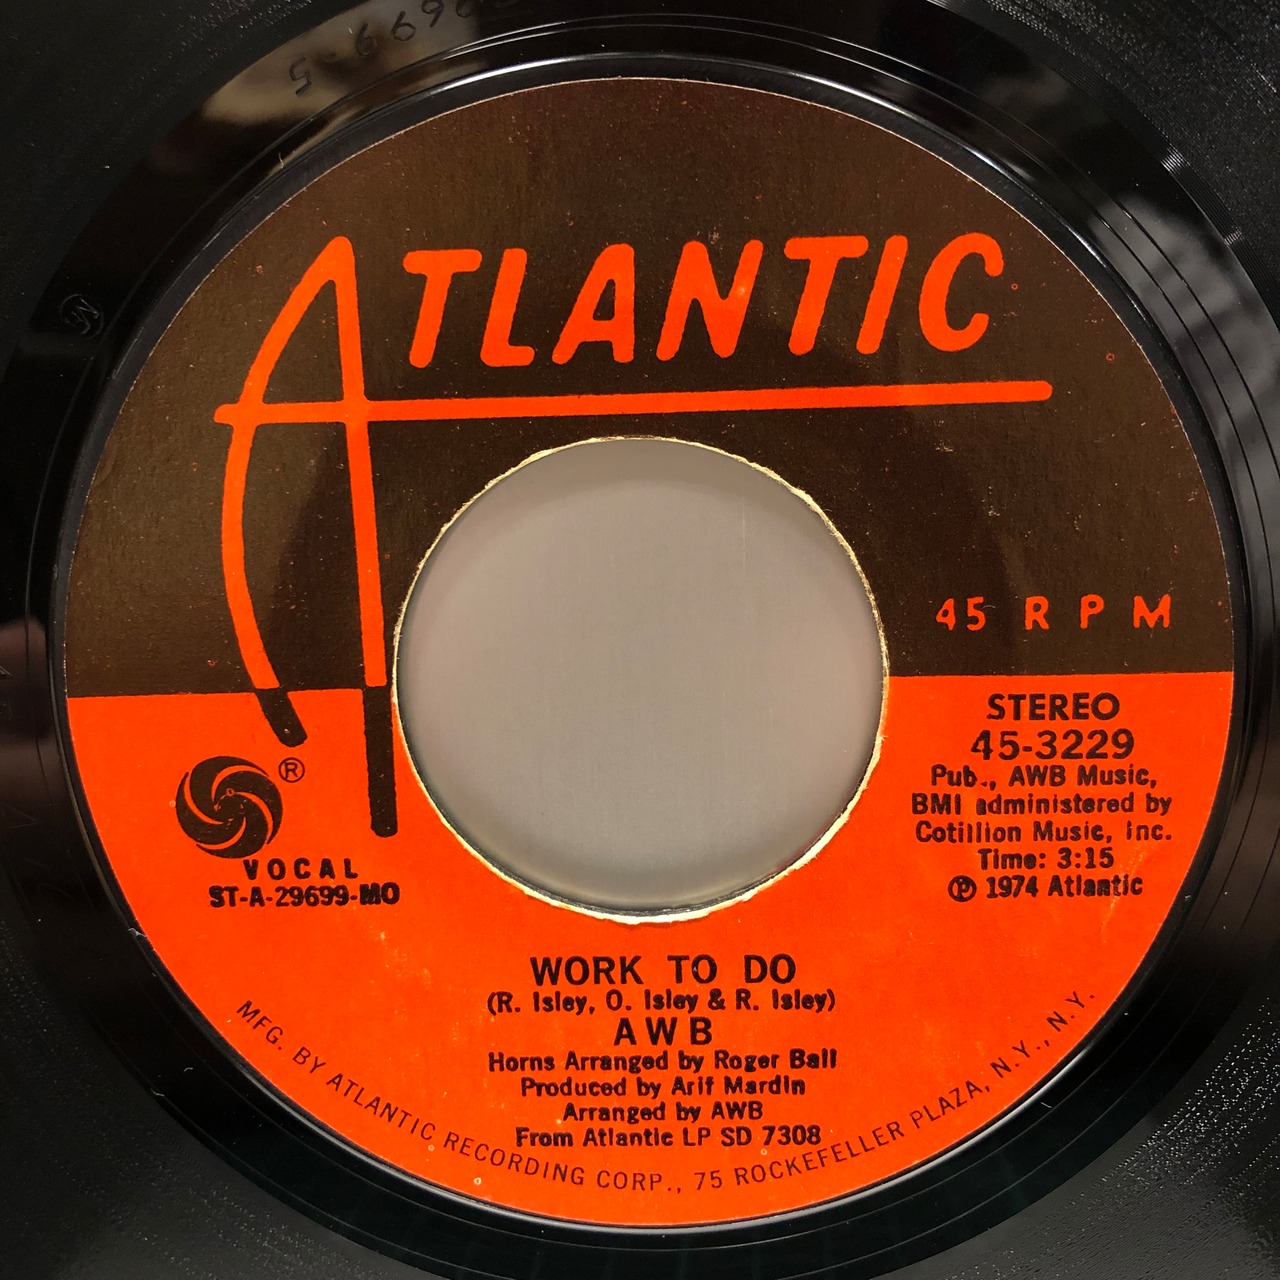 ATLANTIC
45 RPM
STEREO
45-3229
Pub., AWB Music,
BMI administered by
Cotillion Music, Inc.
Time: 3:15
℗ 1974 Atlantic
®
VOCAL
ST-A-29699-MO
WORK TO DO
(R. Isley, O. Isley & R. Isley)
AWB
Horns Arranged by Roger Ball
Produced by Arif Mardin
Arranged by AWB
From Atlantic LP SD 7308
MFG. BY ATLANTIC RECORDING CORP., 75 ROCKEFELLER PLAZA, N.Y., N.Y.